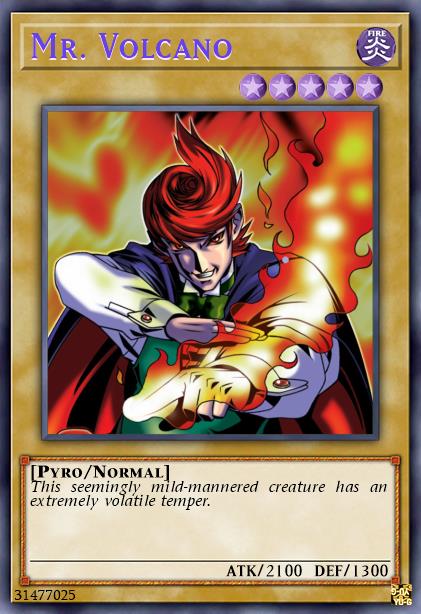 Mr. Volcano
FIRE
炎
[Pyro/Normal]
This seemingly mild-mannered creature has an
extremely volatile temper.
ATK/2100 DEF/1300
31477025